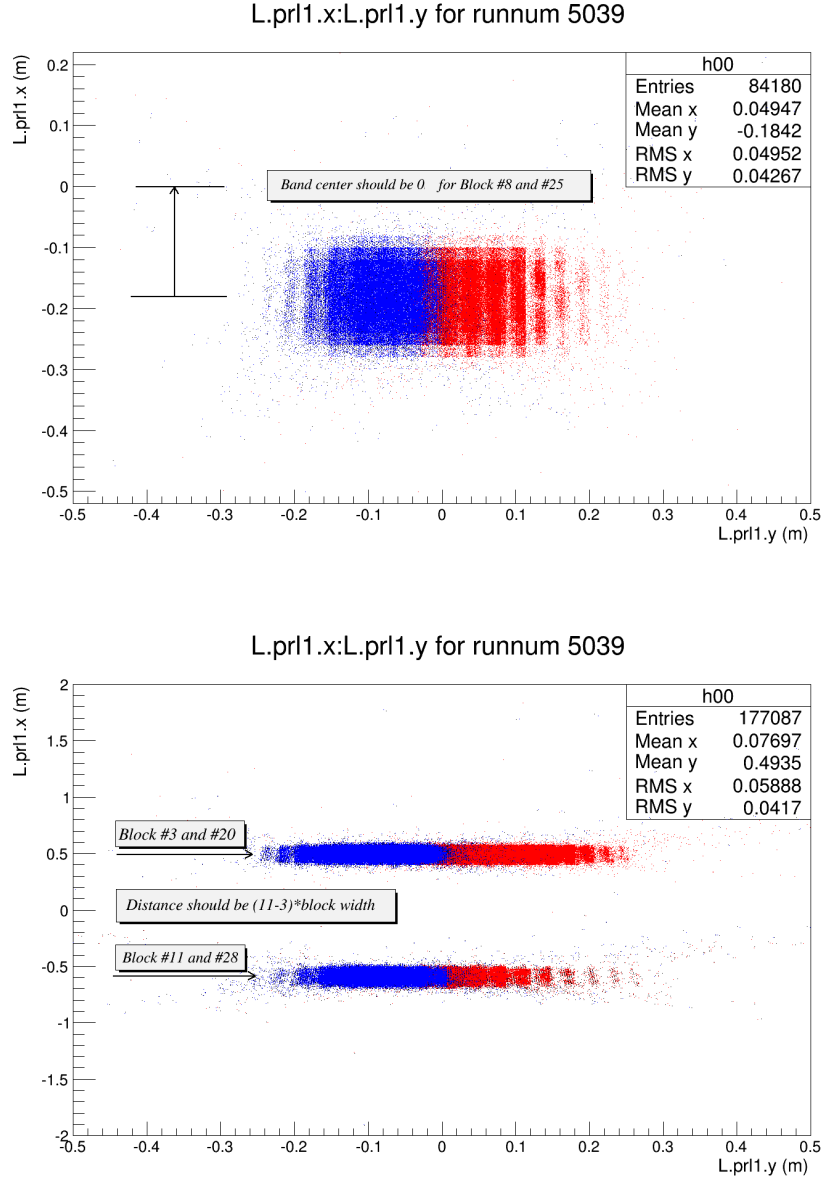 L.prl1.x:L.prl1.y for runnum 5039
L.prl1.x (m)
h00
Entries 84180
Mean x 0.04947
Mean y -0.1842
RMS x 0.04952
RMS y 0.04267
0.2
0.1
0
-0.1
-0.2
-0.3
-0.4
-0.5
Band center should be 0 for Block #8 and #25
-0.5 -0.4 -0.3 -0.2 -0.1 0 0.1 0.2 0.3 0.4 0.5
L.prl1.y (m)
L.prl1.x:L.prl1.y for runnum 5039
L.prl1.x (m)
h00
Entries 177087
Mean x 0.07697
Mean y 0.4935
RMS x 0.05888
RMS y 0.0417
2
1.5
1
0.5
0
-0.5
-1
-1.5
-2
Block #3 and #20
Distance should be (11-3)*block width
Block #11 and #28
-0.5 -0.4 -0.3 -0.2 -0.1 0 0.1 0.2 0.3 0.4 0.5
L.prl1.y (m)